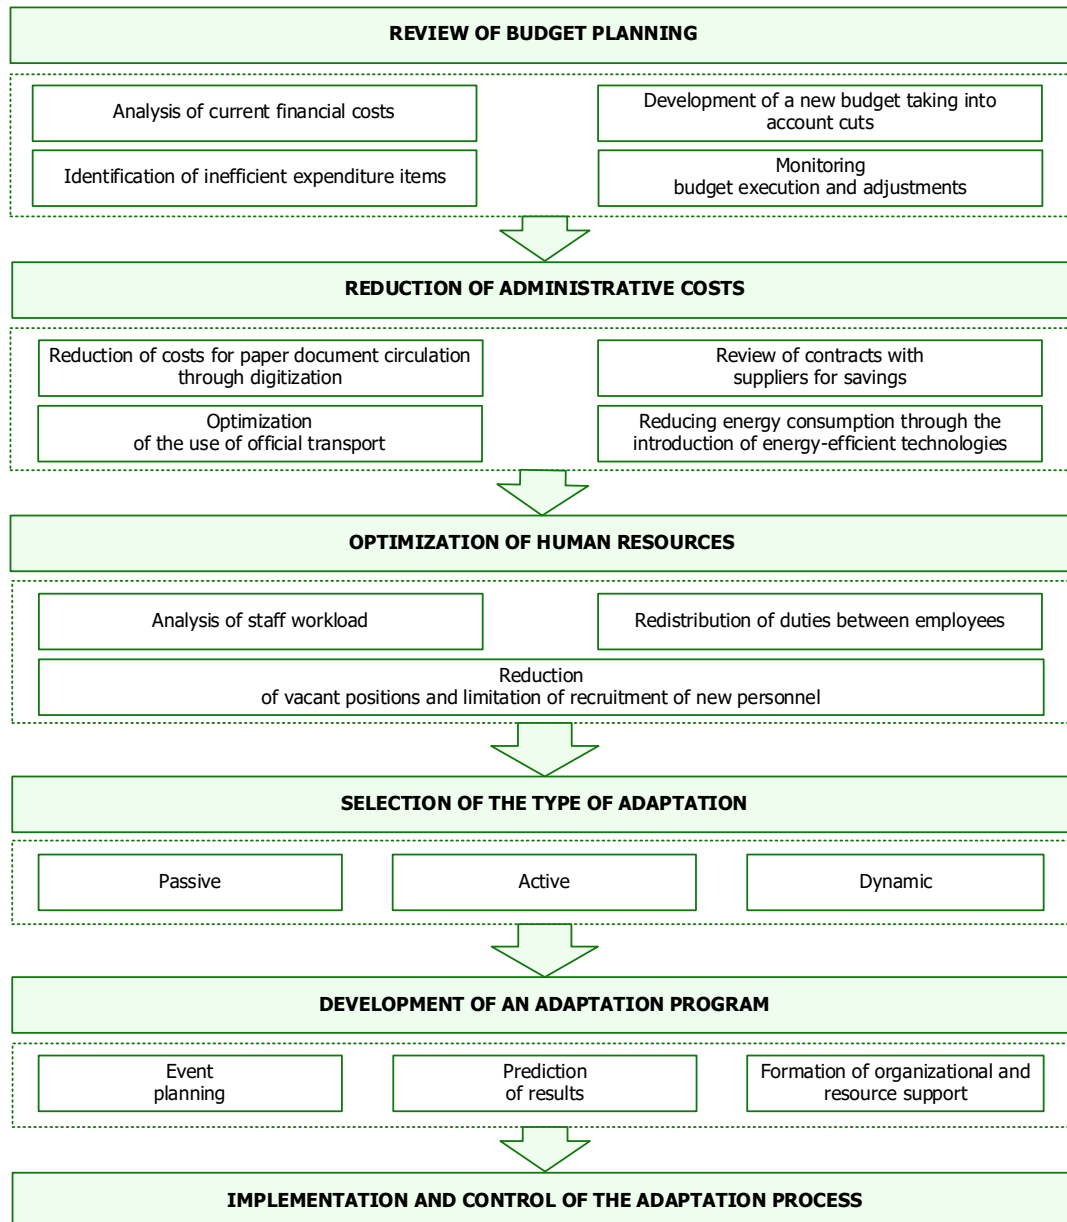 REVIEW OF BUDGET PLANNING
Analysis of current financial costs
Development of a new budget taking into
account cuts
Identification of inefficient expenditure items
Monitoring
budget execution and adjustments
REDUCTION OF ADMINISTRATIVE COSTS
Reduction of costs for paper document circulation
through digitization
Review of contracts with
suppliers for savings
Optimization
of the use of official transport
Reducing energy consumption through the
introduction of energy-efficient technologies
OPTIMIZATION OF HUMAN RESOURCES
Analysis of staff workload
Redistribution of duties between employees
Reduction
of vacant positions and limitation of recruitment of new personnel
SELECTION OF THE TYPE OF ADAPTATION
Passive
Active
Dynamic
DEVELOPMENT OF AN ADAPTATION PROGRAM
Event
planning
Prediction
of results
Formation of organizational and
resource support
IMPLEMENTATION AND CONTROL OF THE ADAPTATION PROCESS